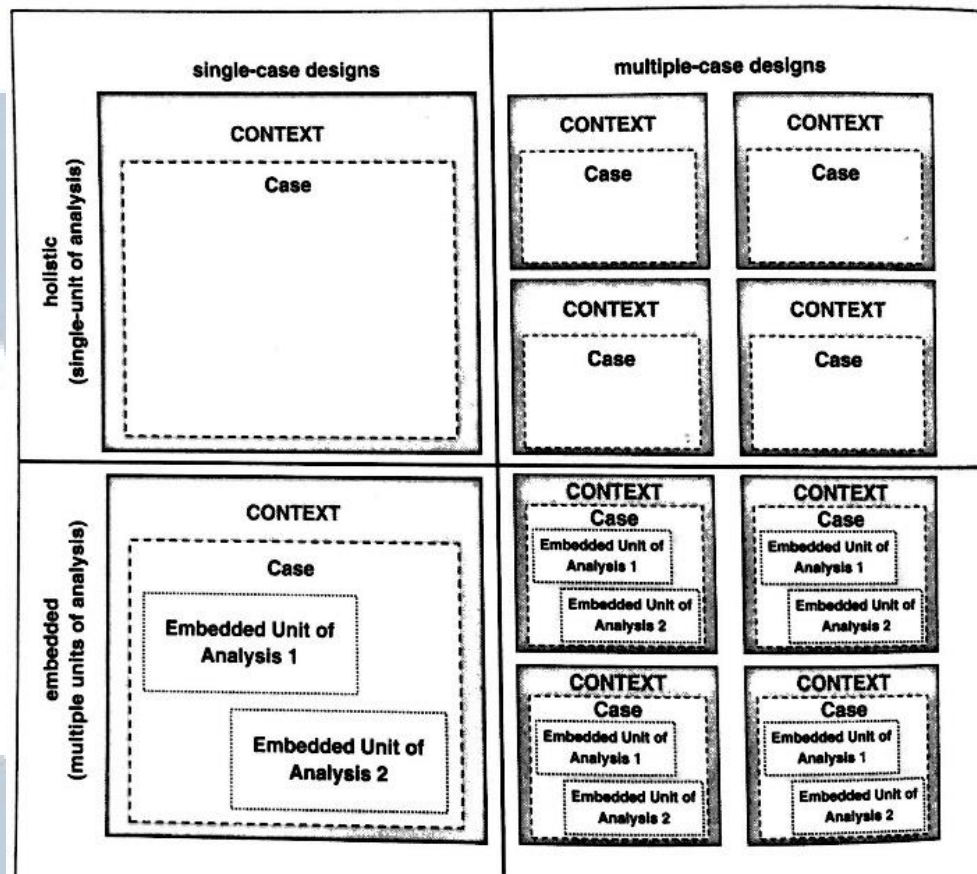 single-case designs
multiple-case designs
holistic
(single-unit of analysis)
CONTEXT
Case
CONTEXT
Case
CONTEXT
Case
CONTEXT
Case
CONTEXT
Case
embedded
(multiple units of analysis)
CONTEXT
Case
Embedded Unit of
Analysis 1
Embedded Unit of
Analysis 2
CONTEXT
Case
Embedded Unit of
Analysis 1
Embedded Unit of
Analysis 2
CONTEXT
Case
Embedded Unit of
Analysis 1
Embedded Unit of
Analysis 2
CONTEXT
Case
Embedded Unit of
Analysis 1
Embedded Unit of
Analysis 2
CONTEXT
Case
Embedded Unit of
Analysis 1
Embedded Unit of
Analysis 2